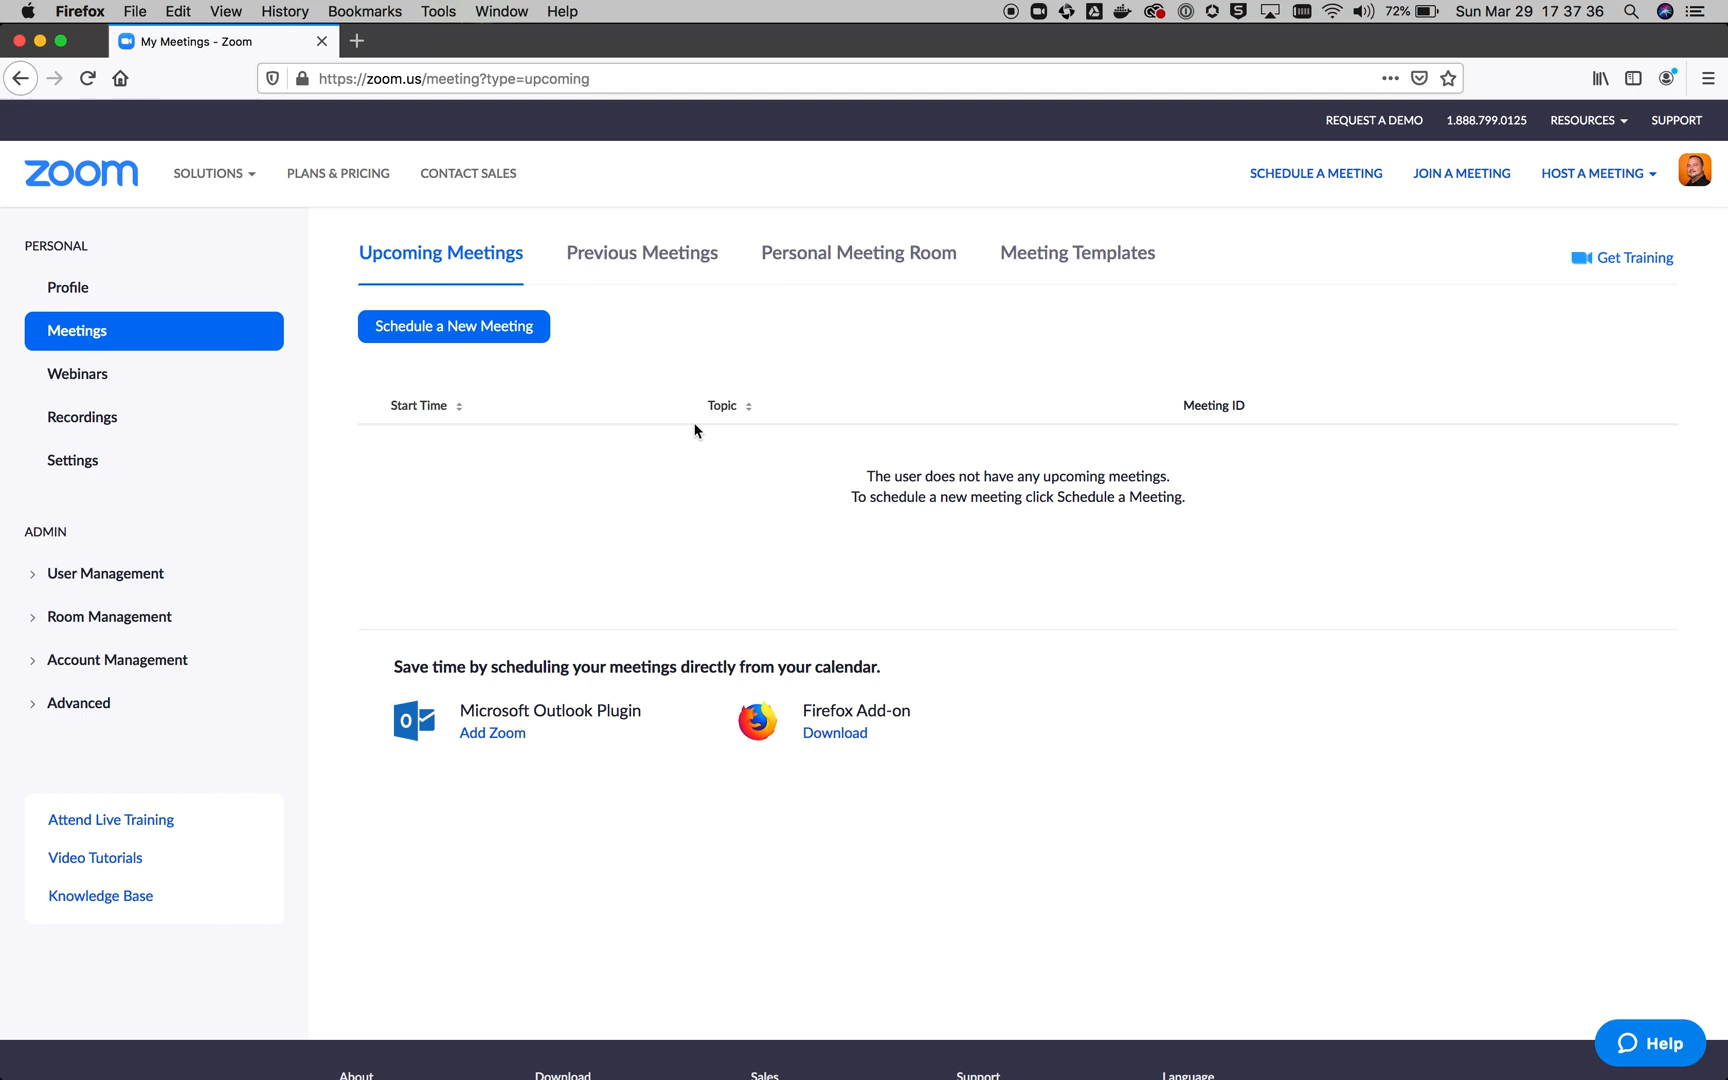 Firefox File Edit View History Bookmarks Tools Window Help 72% Sun Mar 29 17 37 36
My Meetings - Zoom
https://zoom.us/meeting?type=upcoming
REQUEST A DEMO 1.888.799.0125 RESOURCES SUPPORT
zoom SOLUTIONS PLANS & PRICING CONTACT SALES SCHEDULE A MEETING JOIN A MEETING HOST A MEETING
PERSONAL
Profile
Meetings
Webinars
Recordings
Settings
ADMIN
User Management
Room Management
Account Management
Advanced
Attend Live Training
Video Tutorials
Knowledge Base
Upcoming Meetings Previous Meetings Personal Meeting Room Meeting Templates
Get Training
Schedule a New Meeting
Start Time Topic Meeting ID
The user does not have any upcoming meetings.
To schedule a new meeting click Schedule a Meeting.
Save time by scheduling your meetings directly from your calendar.
Microsoft Outlook Plugin
Add Zoom
Firefox Add-on
Download
Help
About Download Sales Support Language